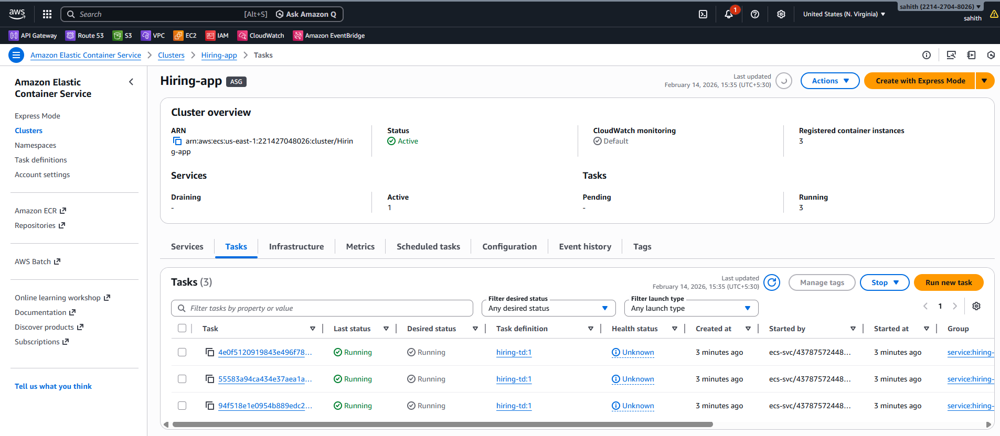 aws
Search [Alt+S] Ask Amazon Q
1
United States (N. Virginia)
sahith (2214-2704-8026)
sahith
API Gateway Route 53 S3 VPC EC2 IAM CloudWatch Amazon EventBridge
Amazon Elastic Container Service Clusters Hiring-app Tasks
Amazon Elastic
Container Service
Express Mode
Clusters
Namespaces
Task definitions
Account settings
Amazon ECR
Repositories
AWS Batch
Online learning workshop
Documentation
Discover products
Subscriptions
Tell us what you think
Hiring-app ASG
Last updated
February 14, 2026, 15:35 (UTC+5:30)
Actions
Create with Express Mode
Cluster overview
ARN
arn:aws:ecs:us-east-1:221427048026:cluster/Hirin
g-app
Status
Active
CloudWatch monitoring
Default
Registered container instances
3
Services
Tasks
Draining
-
Active
1
Pending
-
Running
3
Services Tasks Infrastructure Metrics Scheduled tasks Configuration Event history Tags
Tasks (3)
Last updated
February 14, 2026, 15:35 (UTC+5:30)
Manage tags
Stop
Run new task
Filter tasks by property or value
Filter desired status
Any desired status
Filter launch type
Any launch type
1
Task Last status Desired status Task definition Health status Created at Started by Started at Group
4e0f5120919843e496f78... Running Running hiring-td:1 Unknown 3 minutes ago ecs-svc/43787572448... 3 minutes ago service:hiring-
55583a94ca434e37aea1a... Running Running hiring-td:1 Unknown 3 minutes ago ecs-svc/43787572448... 3 minutes ago service:hiring-
94f518e1e0954b889edc2... Running Running hiring-td:1 Unknown 3 minutes ago ecs-svc/43787572448... 3 minutes ago service:hiring-